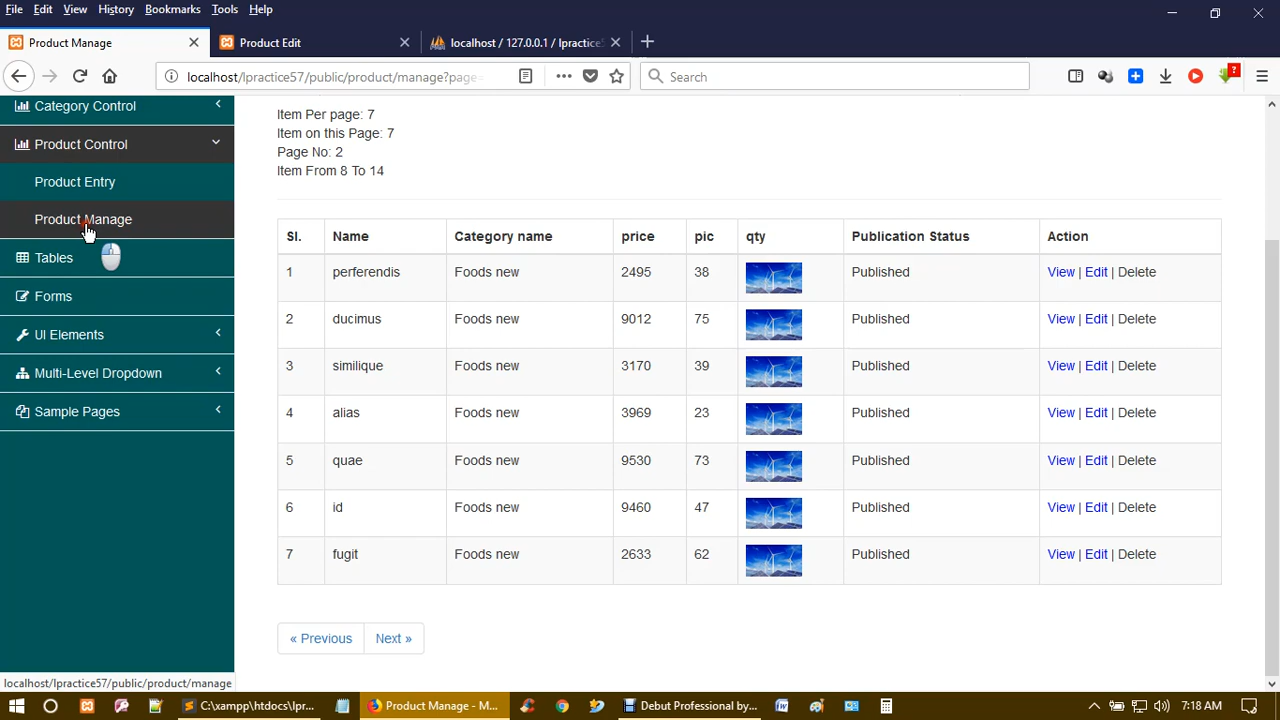 File Edit View History Bookmarks Tools Help
Product Manage Product Edit localhost / 127.0.0.1 / lpractice5
localhost/lpractice57/public/product/manage?page= Search
Category Control
Product Control
Product Entry
Product Manage
Tables
Forms
UI Elements
Multi-Level Dropdown
Sample Pages
Item Per page: 7
Item on this Page: 7
Page No: 2
Item From 8 To 14
Sl. Name Category name price pic qty Publication Status Action
1 perferendis Foods new 2495 38 Published View | Edit | Delete
2 ducimus Foods new 9012 75 Published View | Edit | Delete
3 similique Foods new 3170 39 Published View | Edit | Delete
4 alias Foods new 3969 23 Published View | Edit | Delete
5 quae Foods new 9530 73 Published View | Edit | Delete
6 id Foods new 9460 47 Published View | Edit | Delete
7 fugit Foods new 2633 62 Published View | Edit | Delete
« Previous Next »
localhost/lpractice57/public/product/manage
C:\xampp\htdocs\lpr... Product Manage - M... Debut Professional by... 7:18 AM